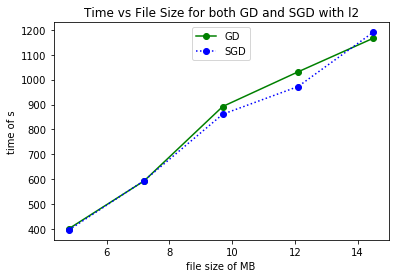 Time vs File Size for both GD and SGD with l2
GD
SGD
1200
1100
1000
900
800
700
600
500
400
time of s
6
8
10
12
14
file size of MB